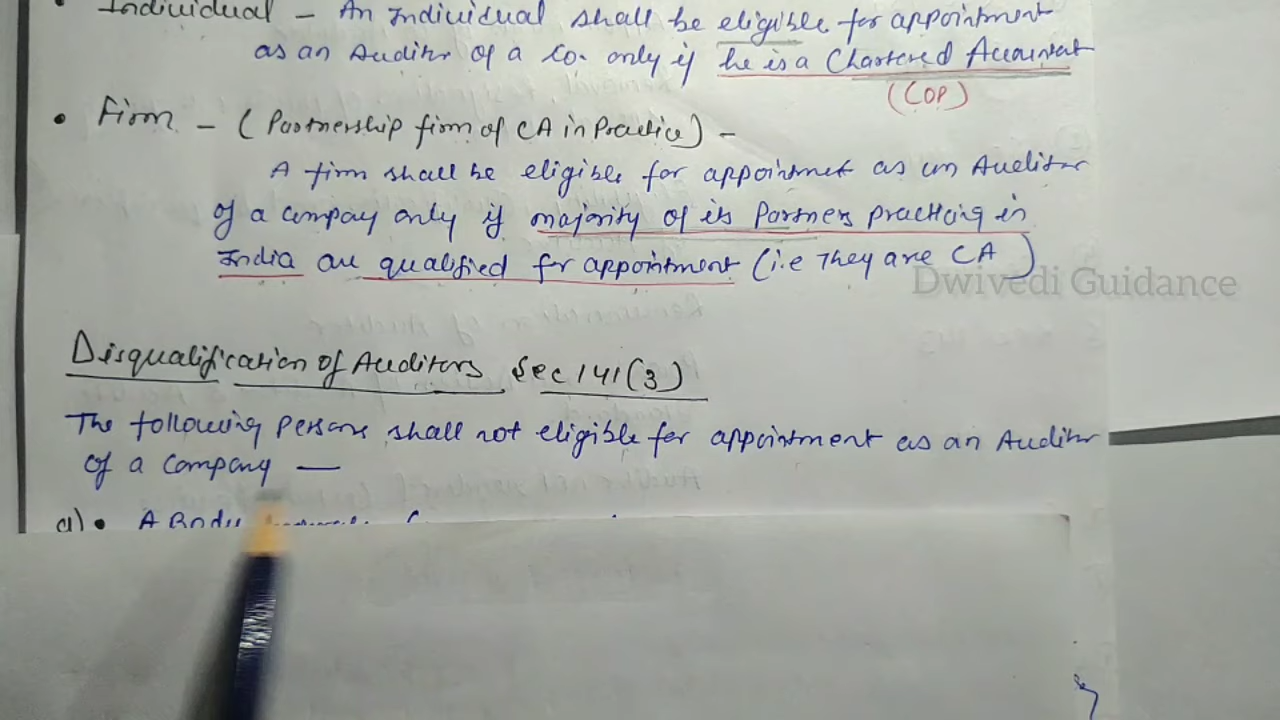 • Individual – An Individual shall be eligible for appointment
as an Auditor of a Co. only if he is a Chartered Accountant
(COP)
• Firm – (Partnership firm of CA in Practice) –
A firm shall be eligible for appointmet as an Auditor
of a compay only if majority of its Partners practicing in
India are qualified for appointment (i.e They are CA)
Dwivedi Guidance
Disqualification of Auditors Sec 141(3)
The following Persons shall not eligible for appointment as an Auditor
of a Company —
a) • A Body